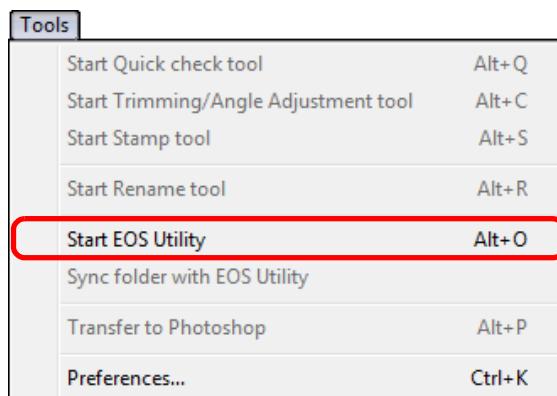 Tools
Start Quick check tool Alt+Q
Start Trimming/Angle Adjustment tool Alt+C
Start Stamp tool Alt+S
Start Rename tool Alt+R
Start EOS Utility Alt+O
Sync folder with EOS Utility
Transfer to Photoshop Alt+P
Preferences... Ctrl+K